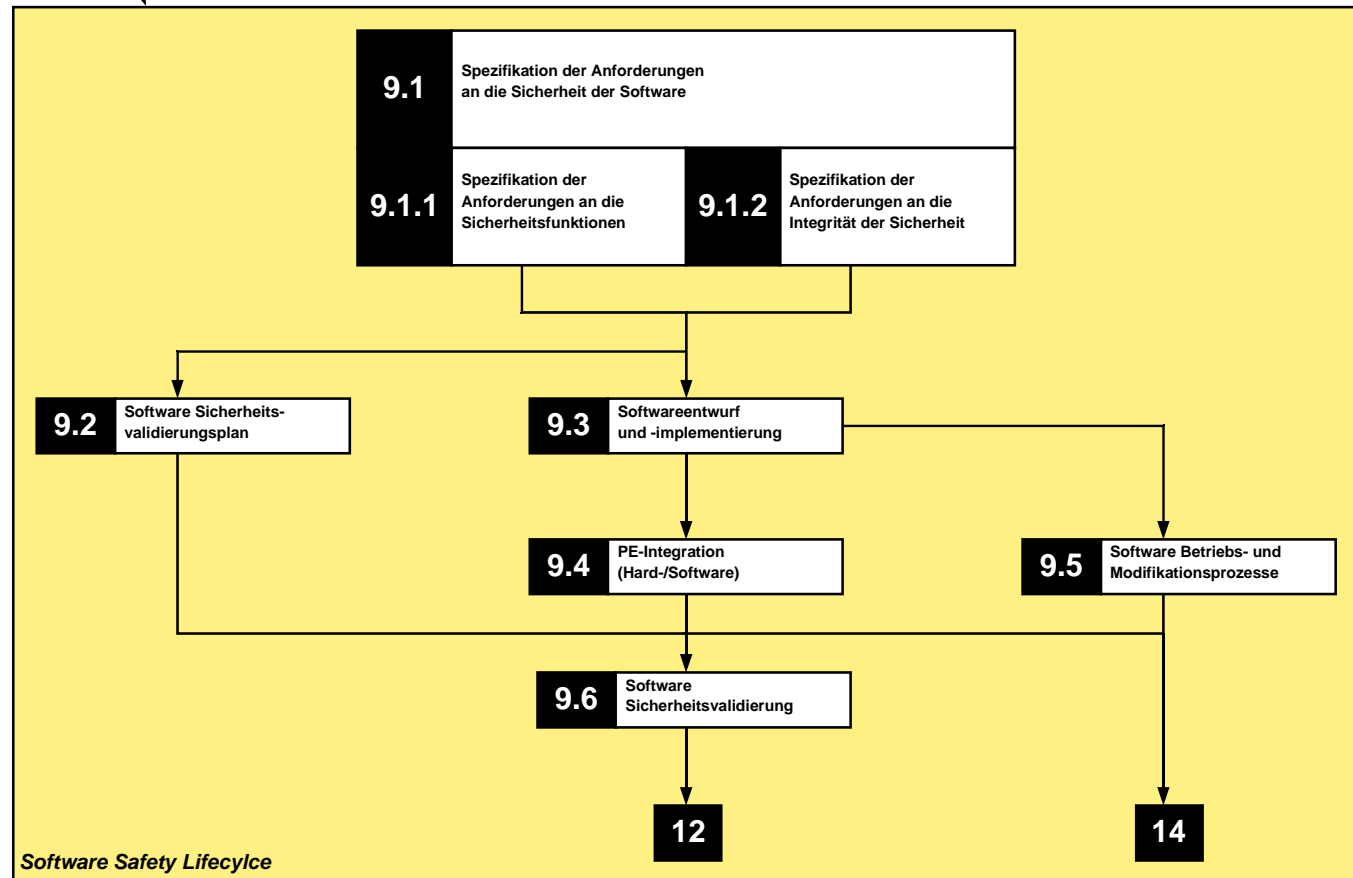 9.1
Spezifikation der Anforderungen
an die Sicherheit der Software
9.1.1
Spezifikation der
Anforderungen an die
Sicherheitsfunktionen
9.1.2
Spezifikation der
Anforderungen an die
Integrität der Sicherheit
9.2
Software Sicherheits-
validierungsplan
9.3
Softwareentwurf
und -implementierung
9.4
PE-Integration
(Hard-/Software)
9.5
Software Betriebs- und
Modifikationsprozesse
9.6
Software
Sicherheitsvalidierung
12
14
Software Safety Lifecylce